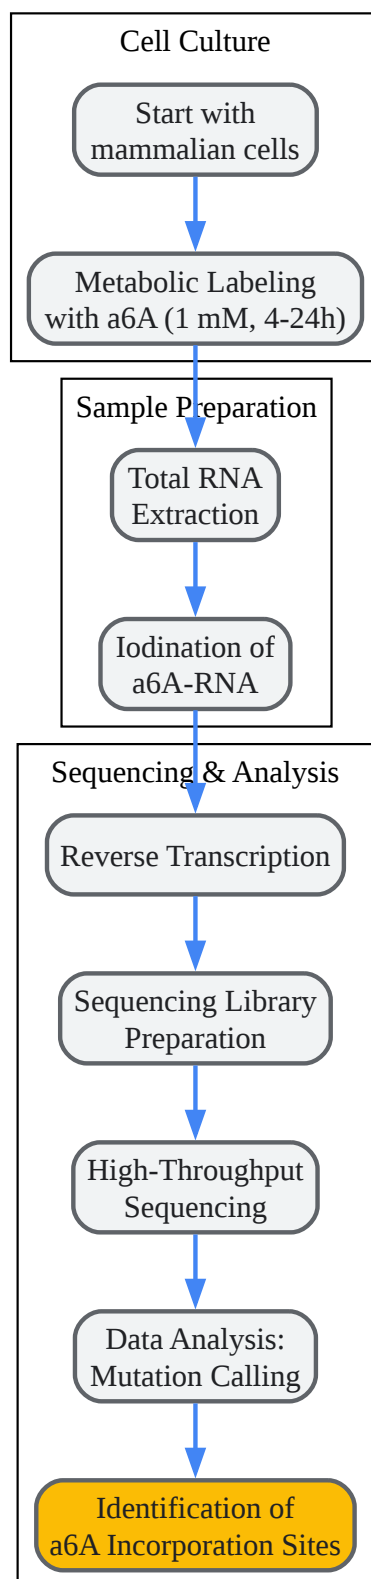 Cell Culture
Start with
mammalian cells
Metabolic Labeling
with a6A (1 mM, 4-24h)
Sample Preparation
Total RNA
Extraction
Iodination of
a6A-RNA
Sequencing & Analysis
Reverse Transcription
Sequencing Library
Preparation
High-Throughput
Sequencing
Data Analysis:
Mutation Calling
Identification of
a6A Incorporation Sites